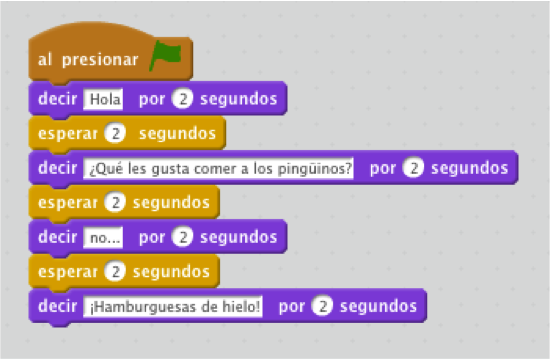 al presionar
decir Hola por 2 segundos
esperar 2 segundos
decir ¿Qué les gusta comer a los pingüinos? por 2 segundos
esperar 2 segundos
decir no... por 2 segundos
esperar 2 segundos
decir ¡Hamburguesas de hielo! por 2 segundos